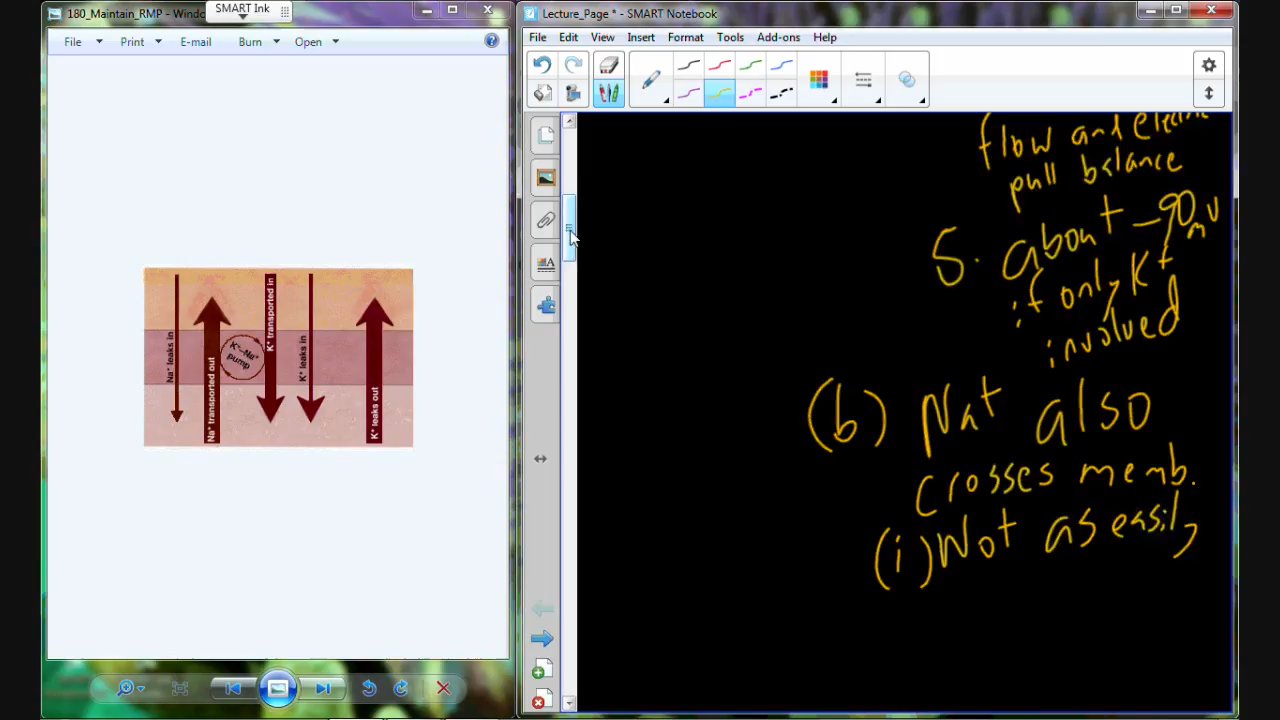 180_Maintain_RMP - Windo
SMART Ink
File
Print
E-mail
Burn
Open
Na⁺ leaks in
Na⁺ transported out
K⁺–Na⁺
pump
K⁺ transported in
K⁺ leaks in
K⁺ leaks out
Lecture_Page * - SMART Notebook
File Edit View Insert Format Tools Add-ons Help
flow and electric
pull balance
5. about -90mV
if only K+
involved
(b) Na+ also
crosses memb.
(i) Not as easily